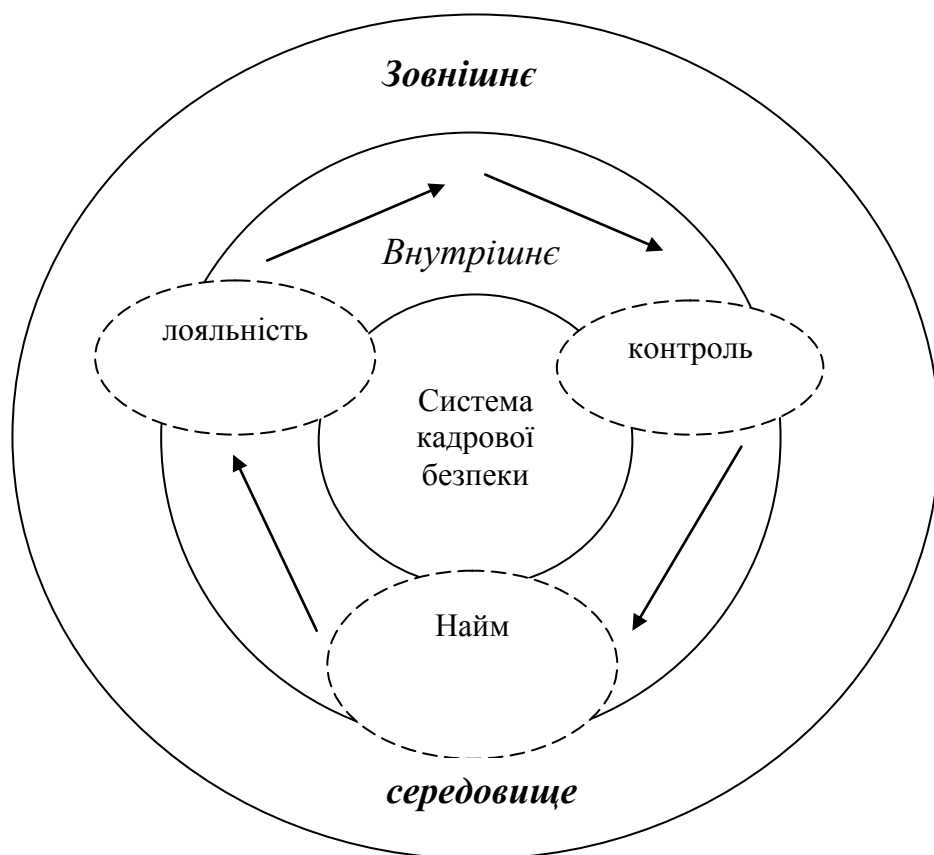 Зовнішнє
Внутрішнє
лояльність
контроль
Система
кадрової
безпеки
Найм
середовище